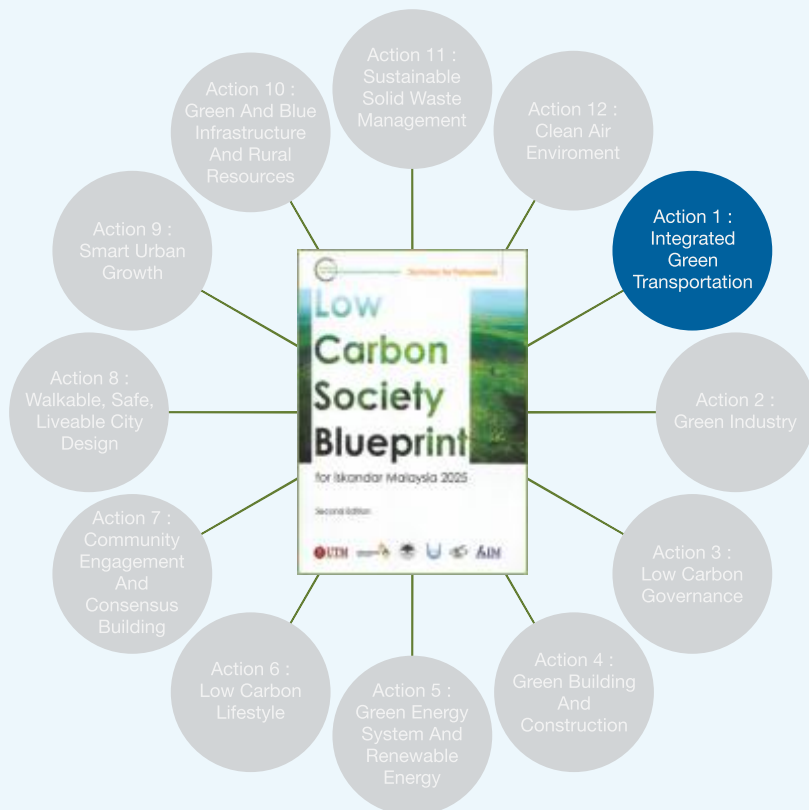 Action 11 :
Sustainable
Solid Waste
Management
Action 12 :
Clean Air
Enviroment
Action 1 :
Integrated
Green
Transportation
Action 2 :
Green Industry
Action 3 :
Low Carbon
Governance
Action 4 :
Green Building
And
Construction
Action 5 :
Green Energy
System And
Renewable
Energy
Action 6 :
Low Carbon
Lifestyle
Action 7 :
Community
Engagement
And
Consensus
Building
Action 8 :
Walkable, Safe,
Liveable City
Design
Action 9 :
Smart Urban
Growth
Action 10 :
Green And Blue
Infrastructure
And Rural
Resources
Low
Carbon
Society
Blueprint
for Iskandar Malaysia 2025
Second Edition
UTM
AIM